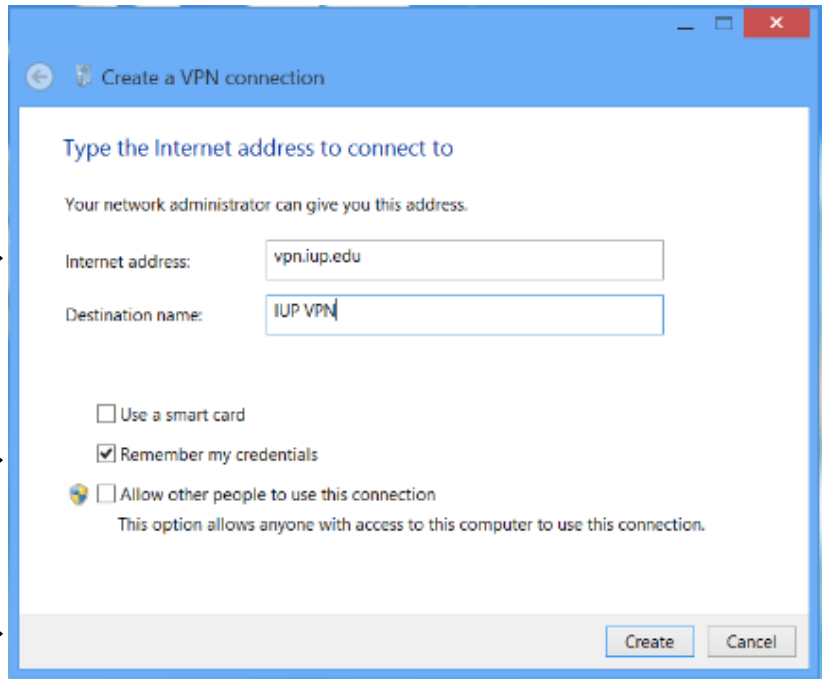 Create a VPN connection
Type the Internet address to connect to
Your network administrator can give you this address.
Internet address: vpn.iup.edu
Destination name: IUP VPN
Use a smart card
Remember my credentials
Allow other people to use this connection
This option allows anyone with access to this computer to use this connection.
Create Cancel